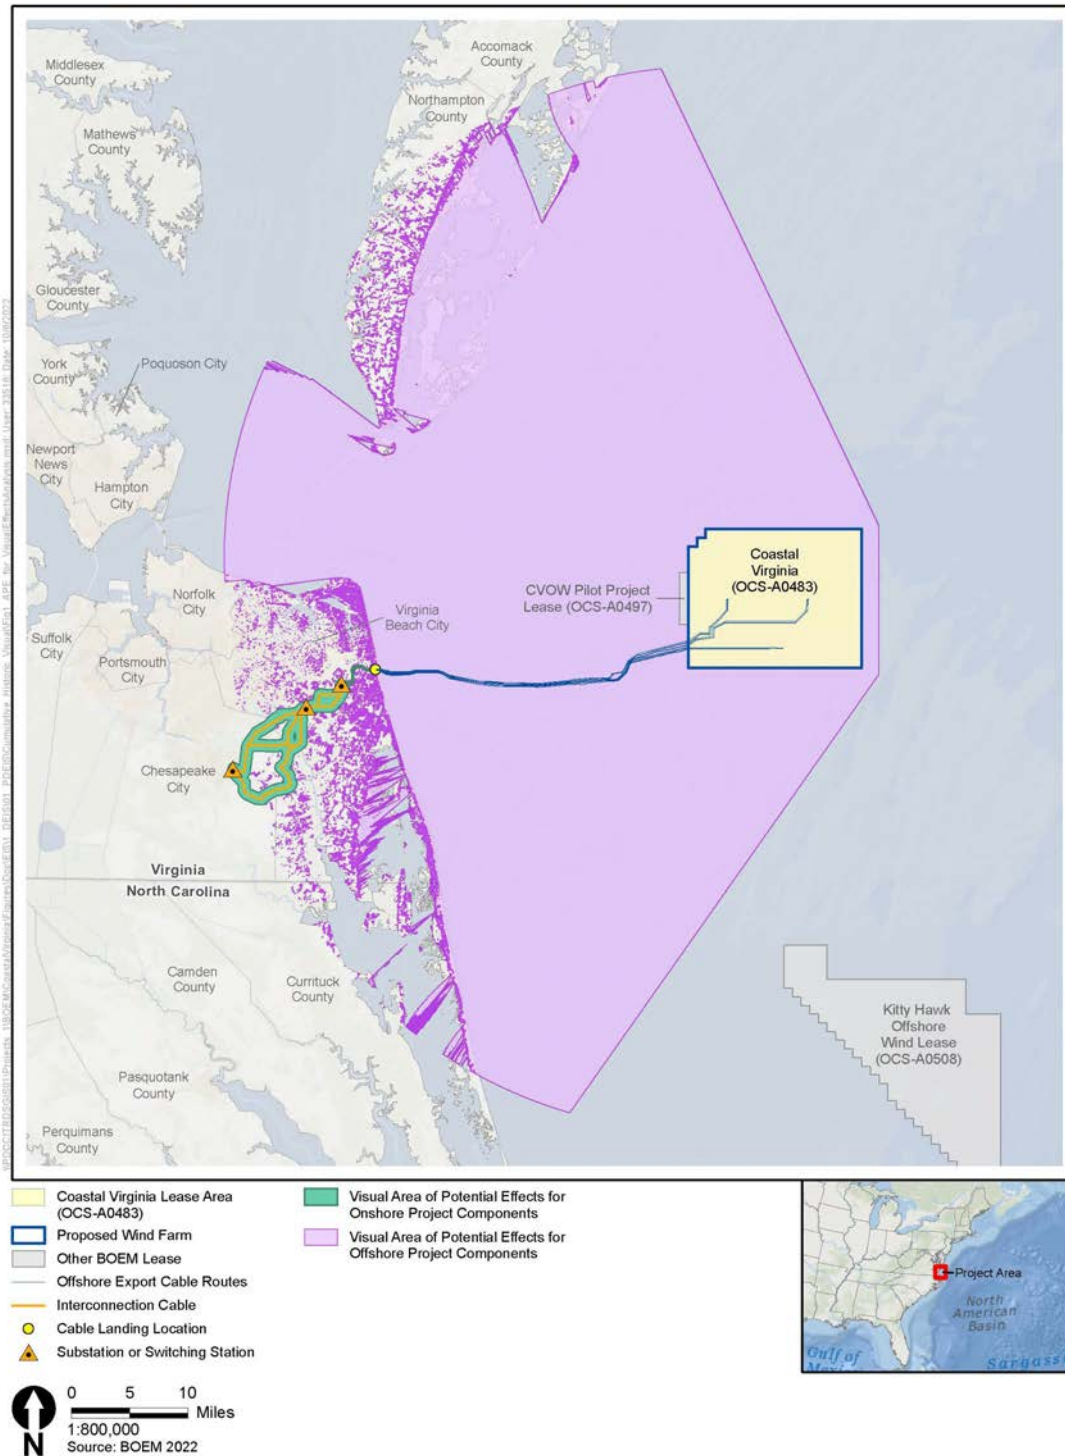 Accomack
County
Middlesex
County
Northampton
County
Mathews
County
Gloucester
County
York
County
Poquoson City
Newport
News
City
Hampton
City
Coastal
Virginia
(OCS-A0483)
CVOW Pilot Project
Lease (OCS-A0497)
Norfolk
City
Virginia
Beach City
Suffolk
City
Portsmouth
City
Chesapeake
City
Virginia
North Carolina
Camden
County
Currituck
County
Kitty Hawk
Offshore
Wind Lease
(OCS-A0508)
Pasquotank
County
Perquimans
County
Coastal Virginia Lease Area
(OCS-A0483)
Proposed Wind Farm
Other BOEM Lease
Offshore Export Cable Routes
Interconnection Cable
Cable Landing Location
Substation or Switching Station
Visual Area of Potential Effects for
Onshore Project Components
Visual Area of Potential Effects for
Offshore Project Components
Project Area
North
American
Basin
Gulf of
Sargass
N
0 5 10
Miles
1:800,000
Source: BOEM 2022